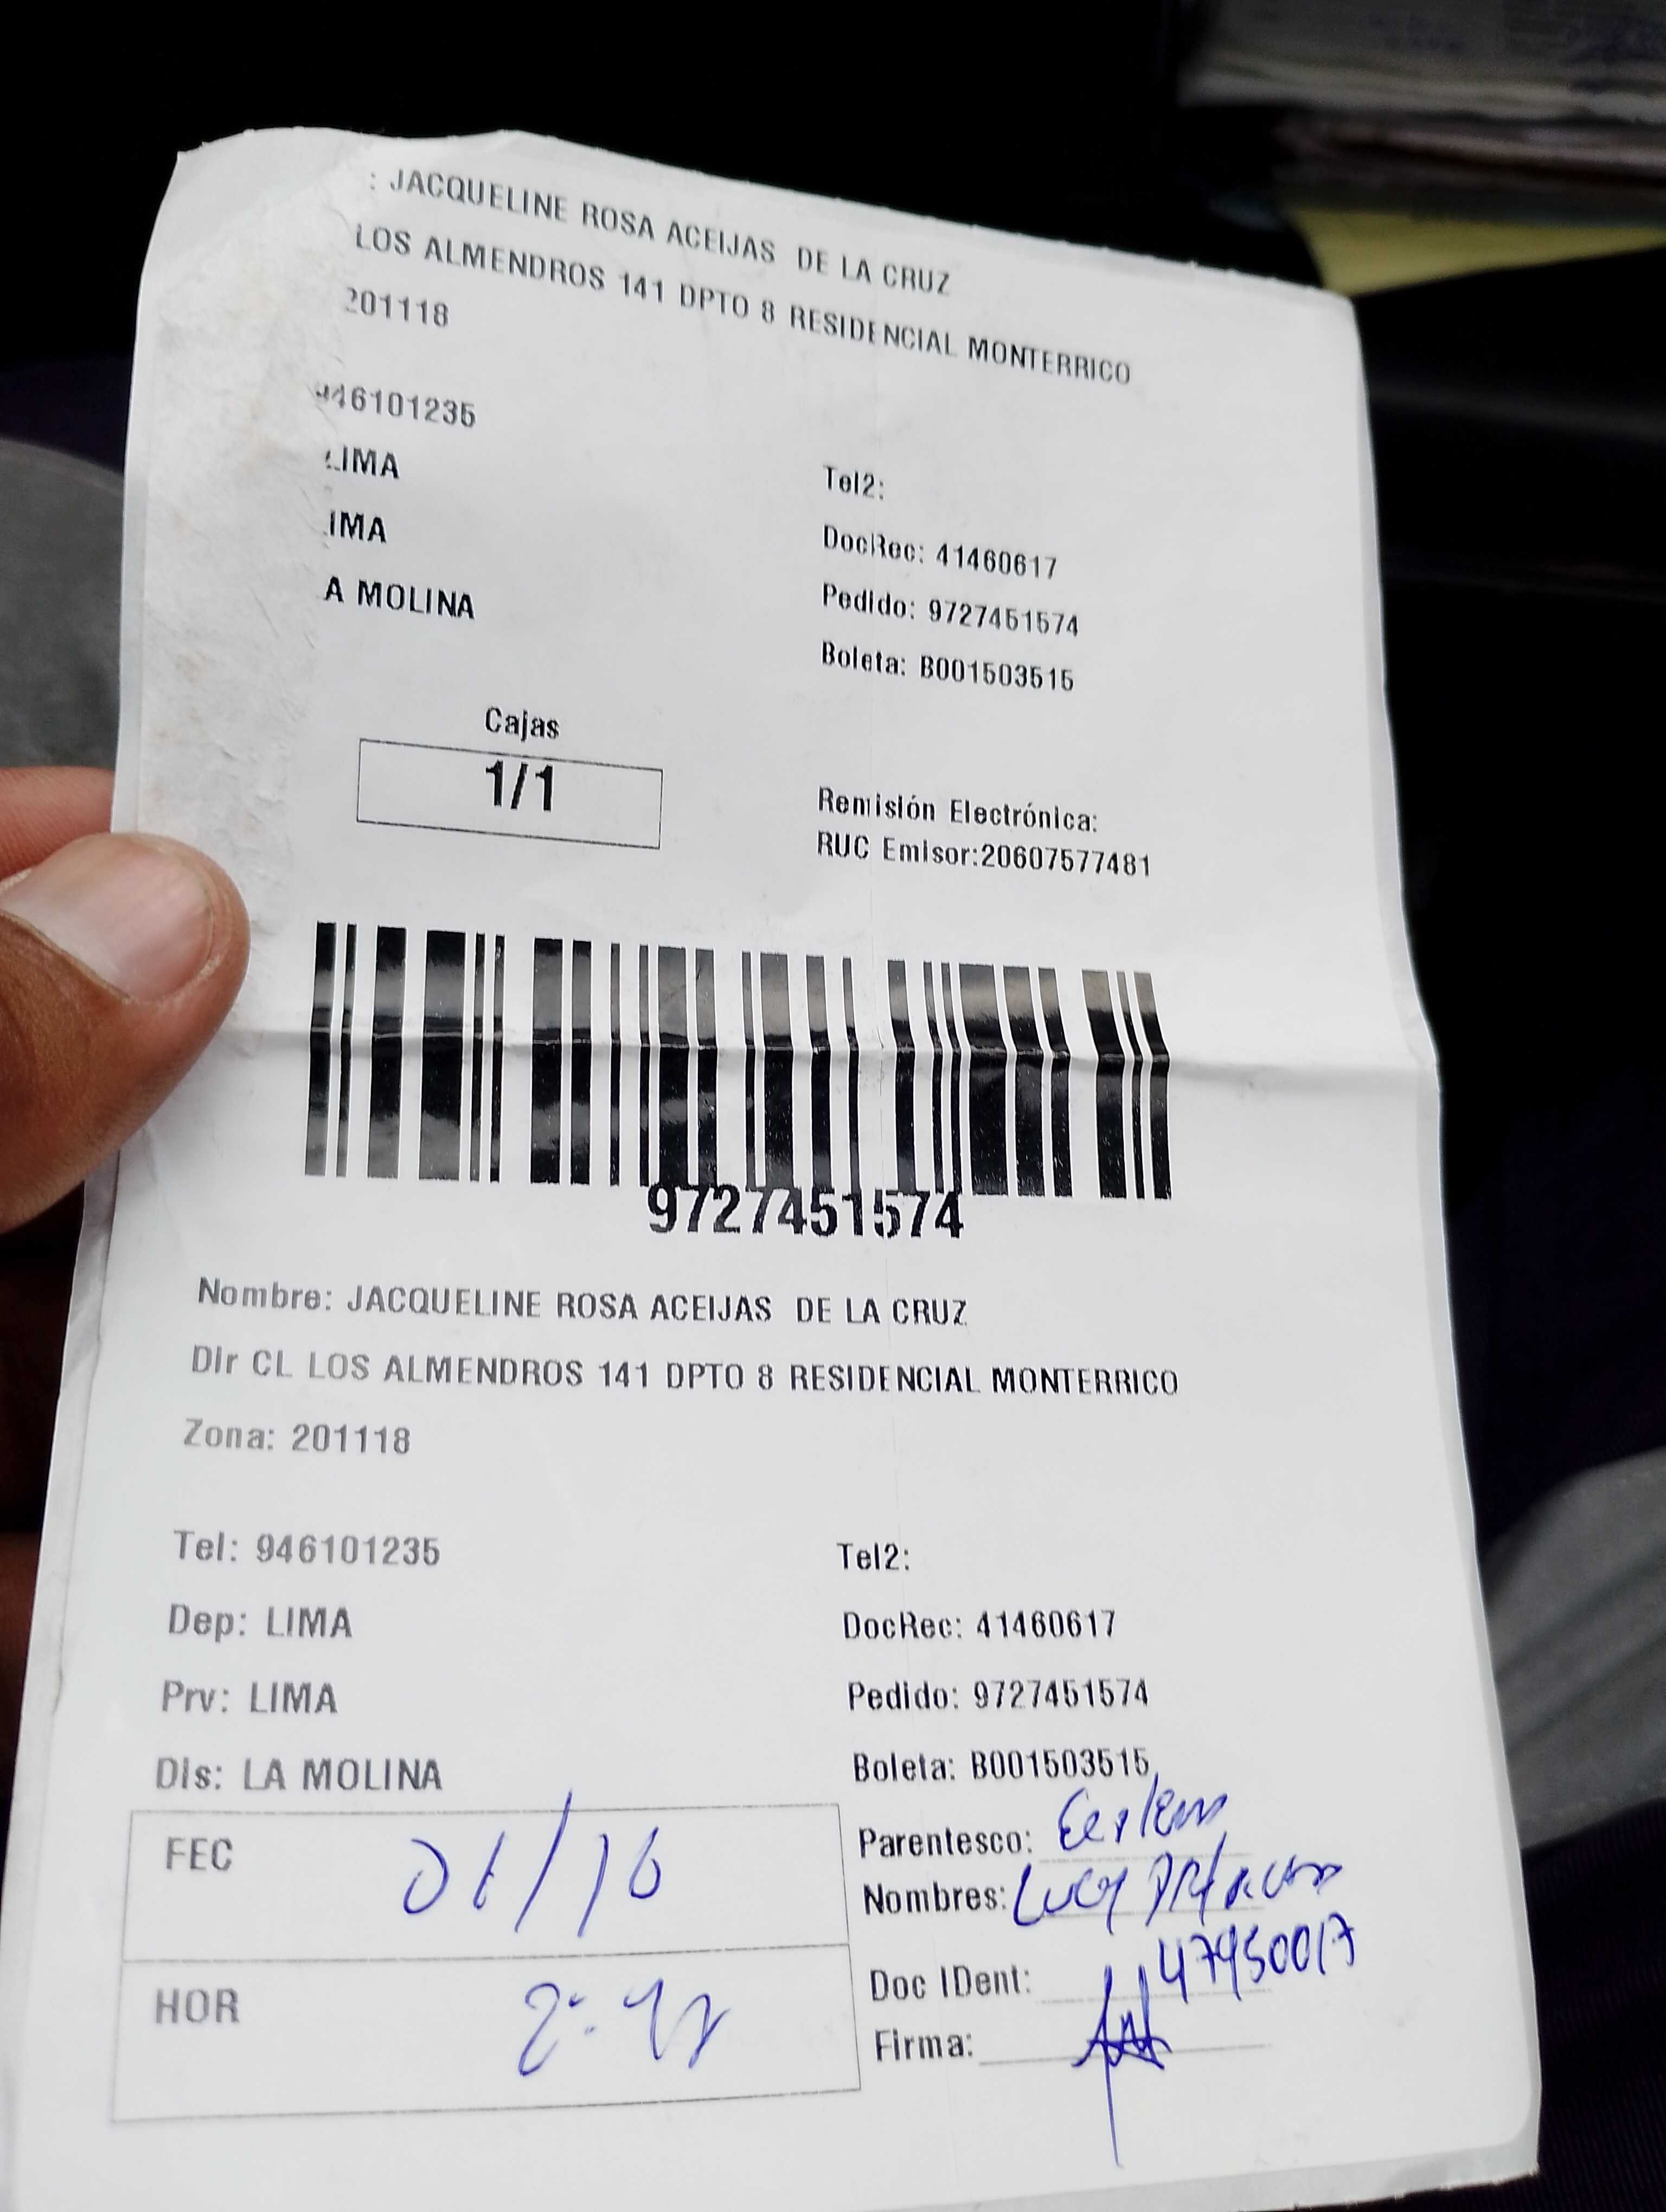 : JACQUELINE ROSA ACEIJAS DE LA CRUZ
LOS ALMENDROS 141 DPTO 8 RESIDENCIAL MONTERRICO
201118
946101235
LIMA
Tel2:
IMA
DocRec: 41460617
A MOLINA
Pedido: 9727451574
Boleta: B001503515
Cajas
1/1
Remisión Electrónica:
RUC Emisor:20607577481
9727451574
Nombre: JACQUELINE ROSA ACEIJAS DE LA CRUZ
Dir CL LOS ALMENDROS 141 DPTO 8 RESIDENCIAL MONTERRICO
Zona: 201118
Tel: 946101235
Tel2:
Dep: LIMA
DocRec: 41460617
Prv: LIMA
Pedido: 9727451574
Dis: LA MOLINA
Boleta: B001503515
FEC 01/10
Parentesco:
Nombres: Lucy
HOR
Doc IDent: 47950017
Firma: